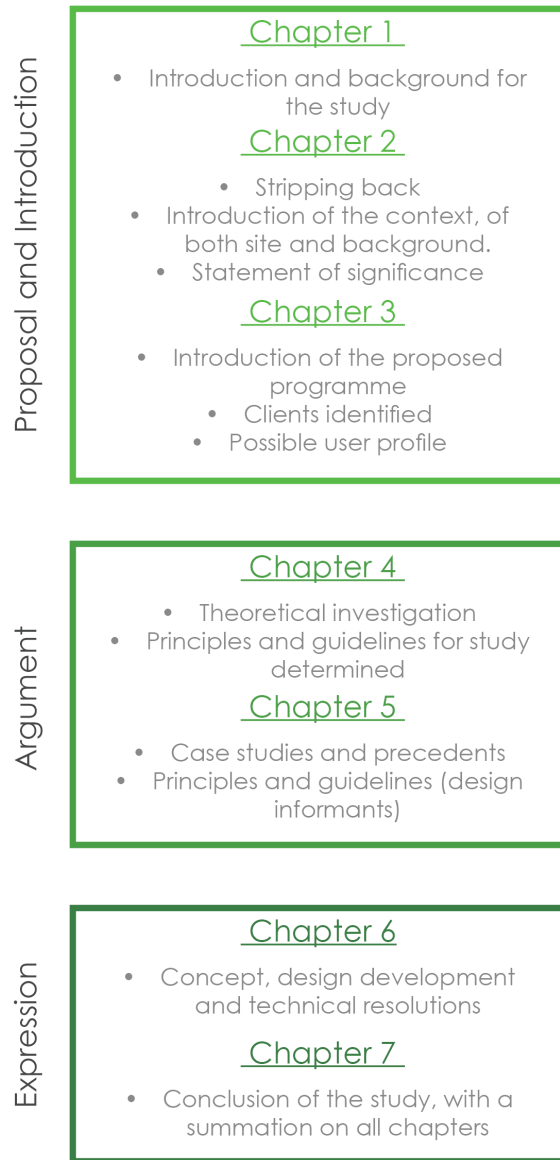 Proposal and Introduction
Chapter 1
• Introduction and background for
the study
Chapter 2
• Stripping back
• Introduction of the context, of
both site and background.
• Statement of significance
Chapter 3
• Introduction of the proposed
programme
• Clients identified
• Possible user profile
Argument
Chapter 4
• Theoretical investigation
• Principles and guidelines for study
determined
Chapter 5
• Case studies and precedents
• Principles and guidelines (design
informants)
Expression
Chapter 6
• Concept, design development
and technical resolutions
Chapter 7
• Conclusion of the study, with a
summation on all chapters